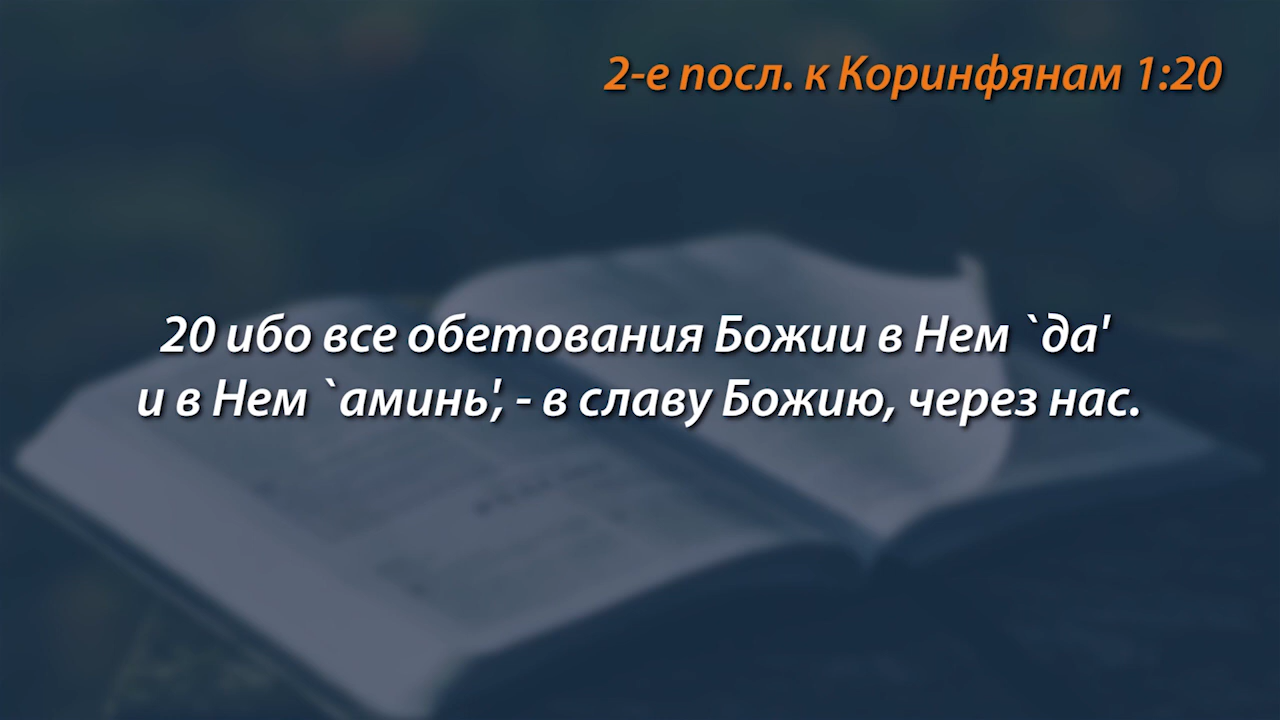 2-е посл. к Коринфянам 1:20
20 ибо все обетования Божии в Нем `да'
и в Нем `аминь', - в славу Божию, через нас.